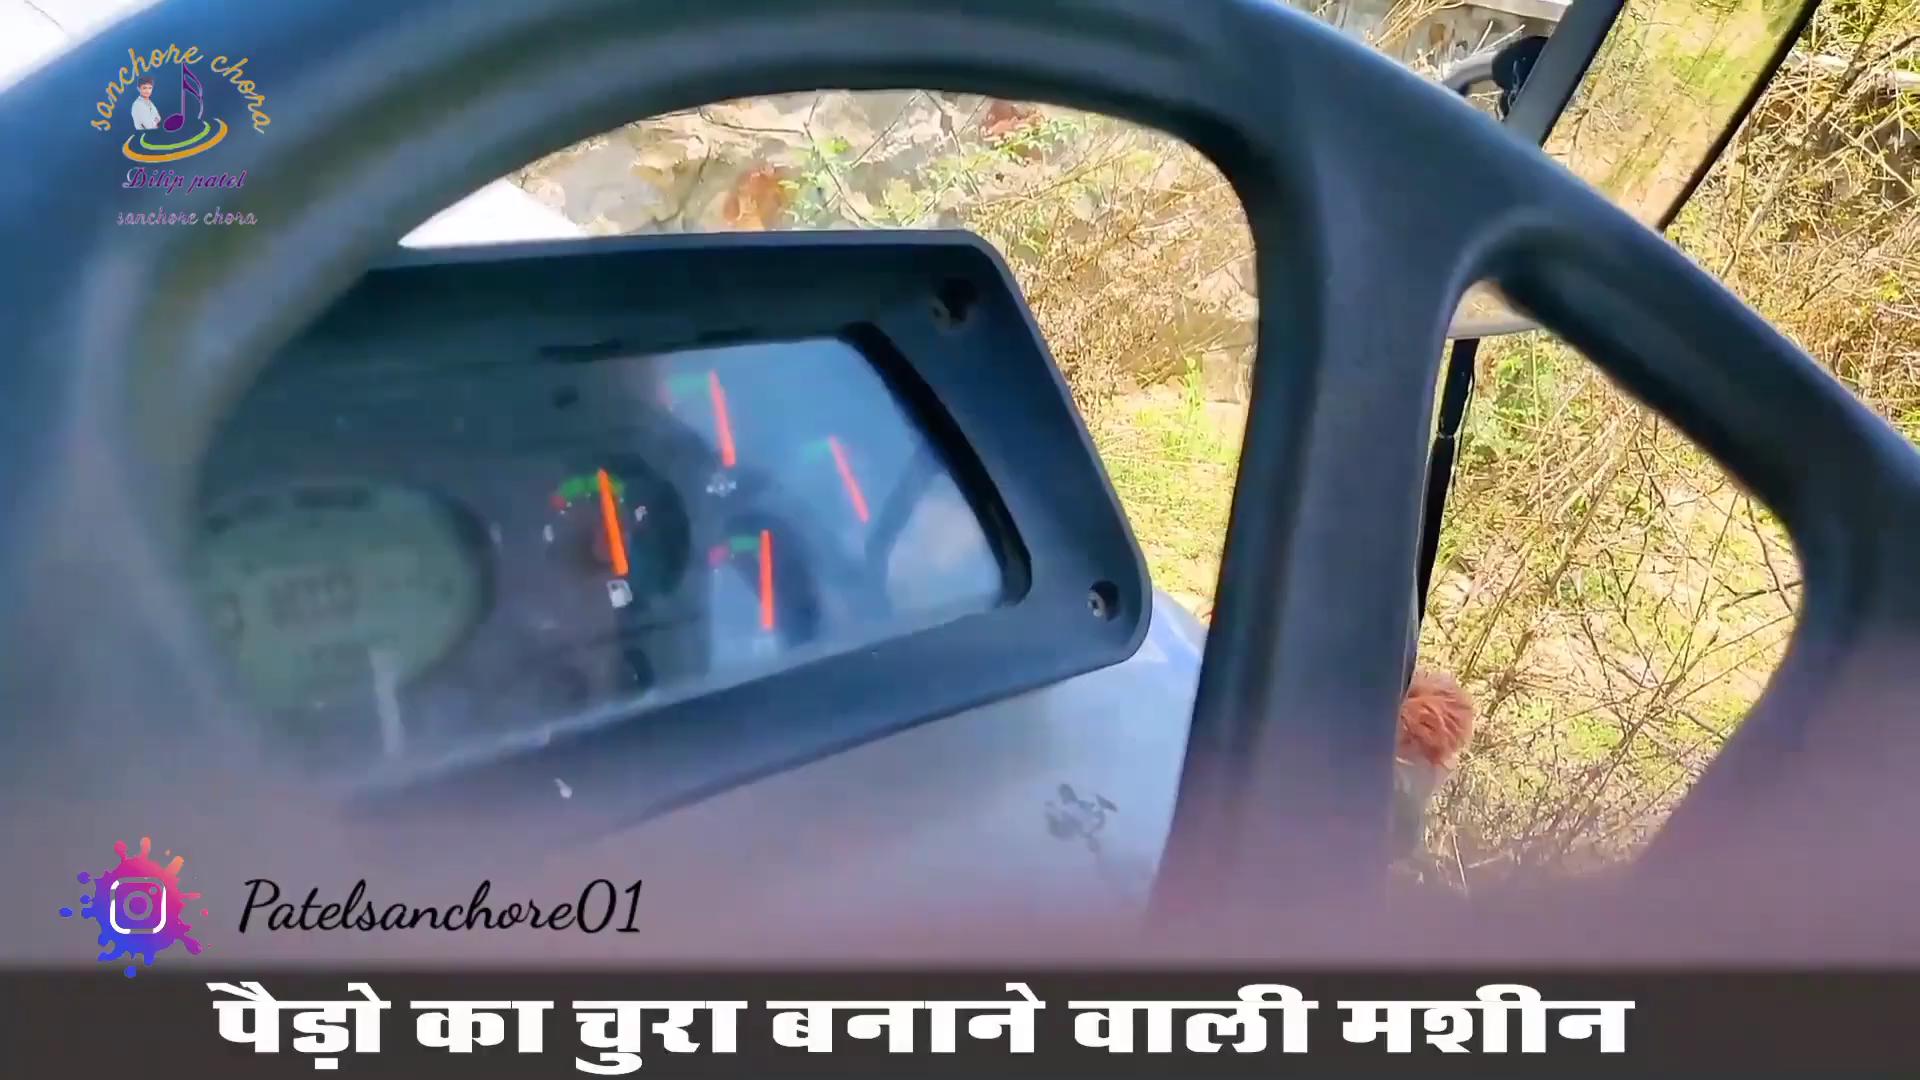 sanchore chora
Dilip patel
sanchore chora
Patelsanchore01
पैड़ो का चुरा बनाने वाली मशीन